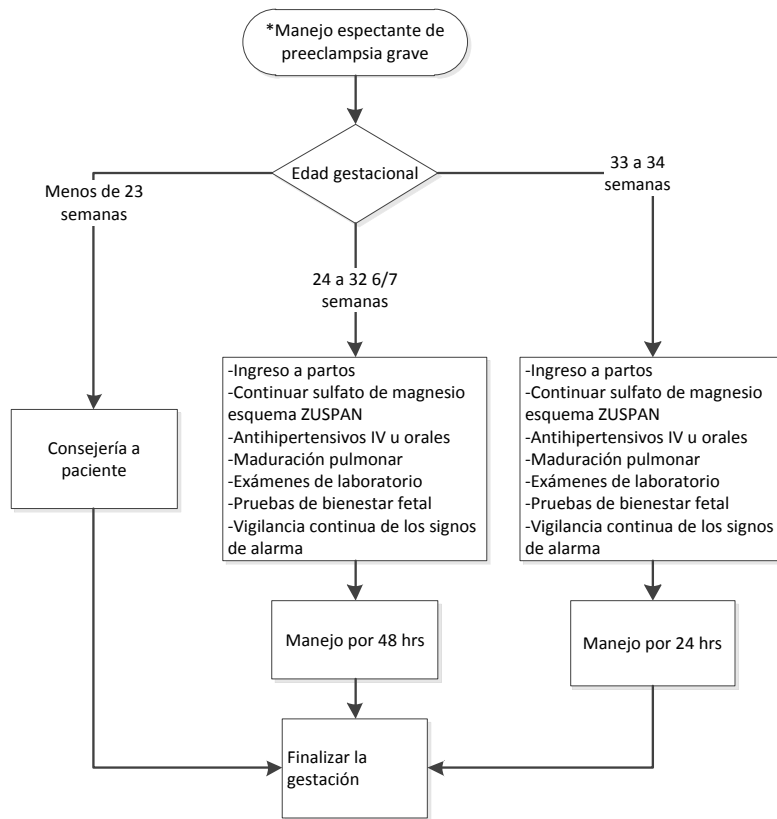 *Manejo espectante de
preeclampsia grave
Edad gestacional
Menos de 23
semanas
24 a 32 6/7
semanas
33 a 34
semanas
Consejería a
paciente
-Ingreso a partos
-Continuar sulfato de magnesio
esquema ZUSPAN
-Antihipertensivos IV u orales
-Maduración pulmonar
-Exámenes de laboratorio
-Pruebas de bienestar fetal
-Vigilancia continua de los signos
de alarma
-Ingreso a partos
-Continuar sulfato de magnesio
esquema ZUSPAN
-Antihipertensivos IV u orales
-Maduración pulmonar
-Exámenes de laboratorio
-Pruebas de bienestar fetal
-Vigilancia continua de los signos
de alarma
Manejo por 48 hrs
Manejo por 24 hrs
Finalizar la
gestación